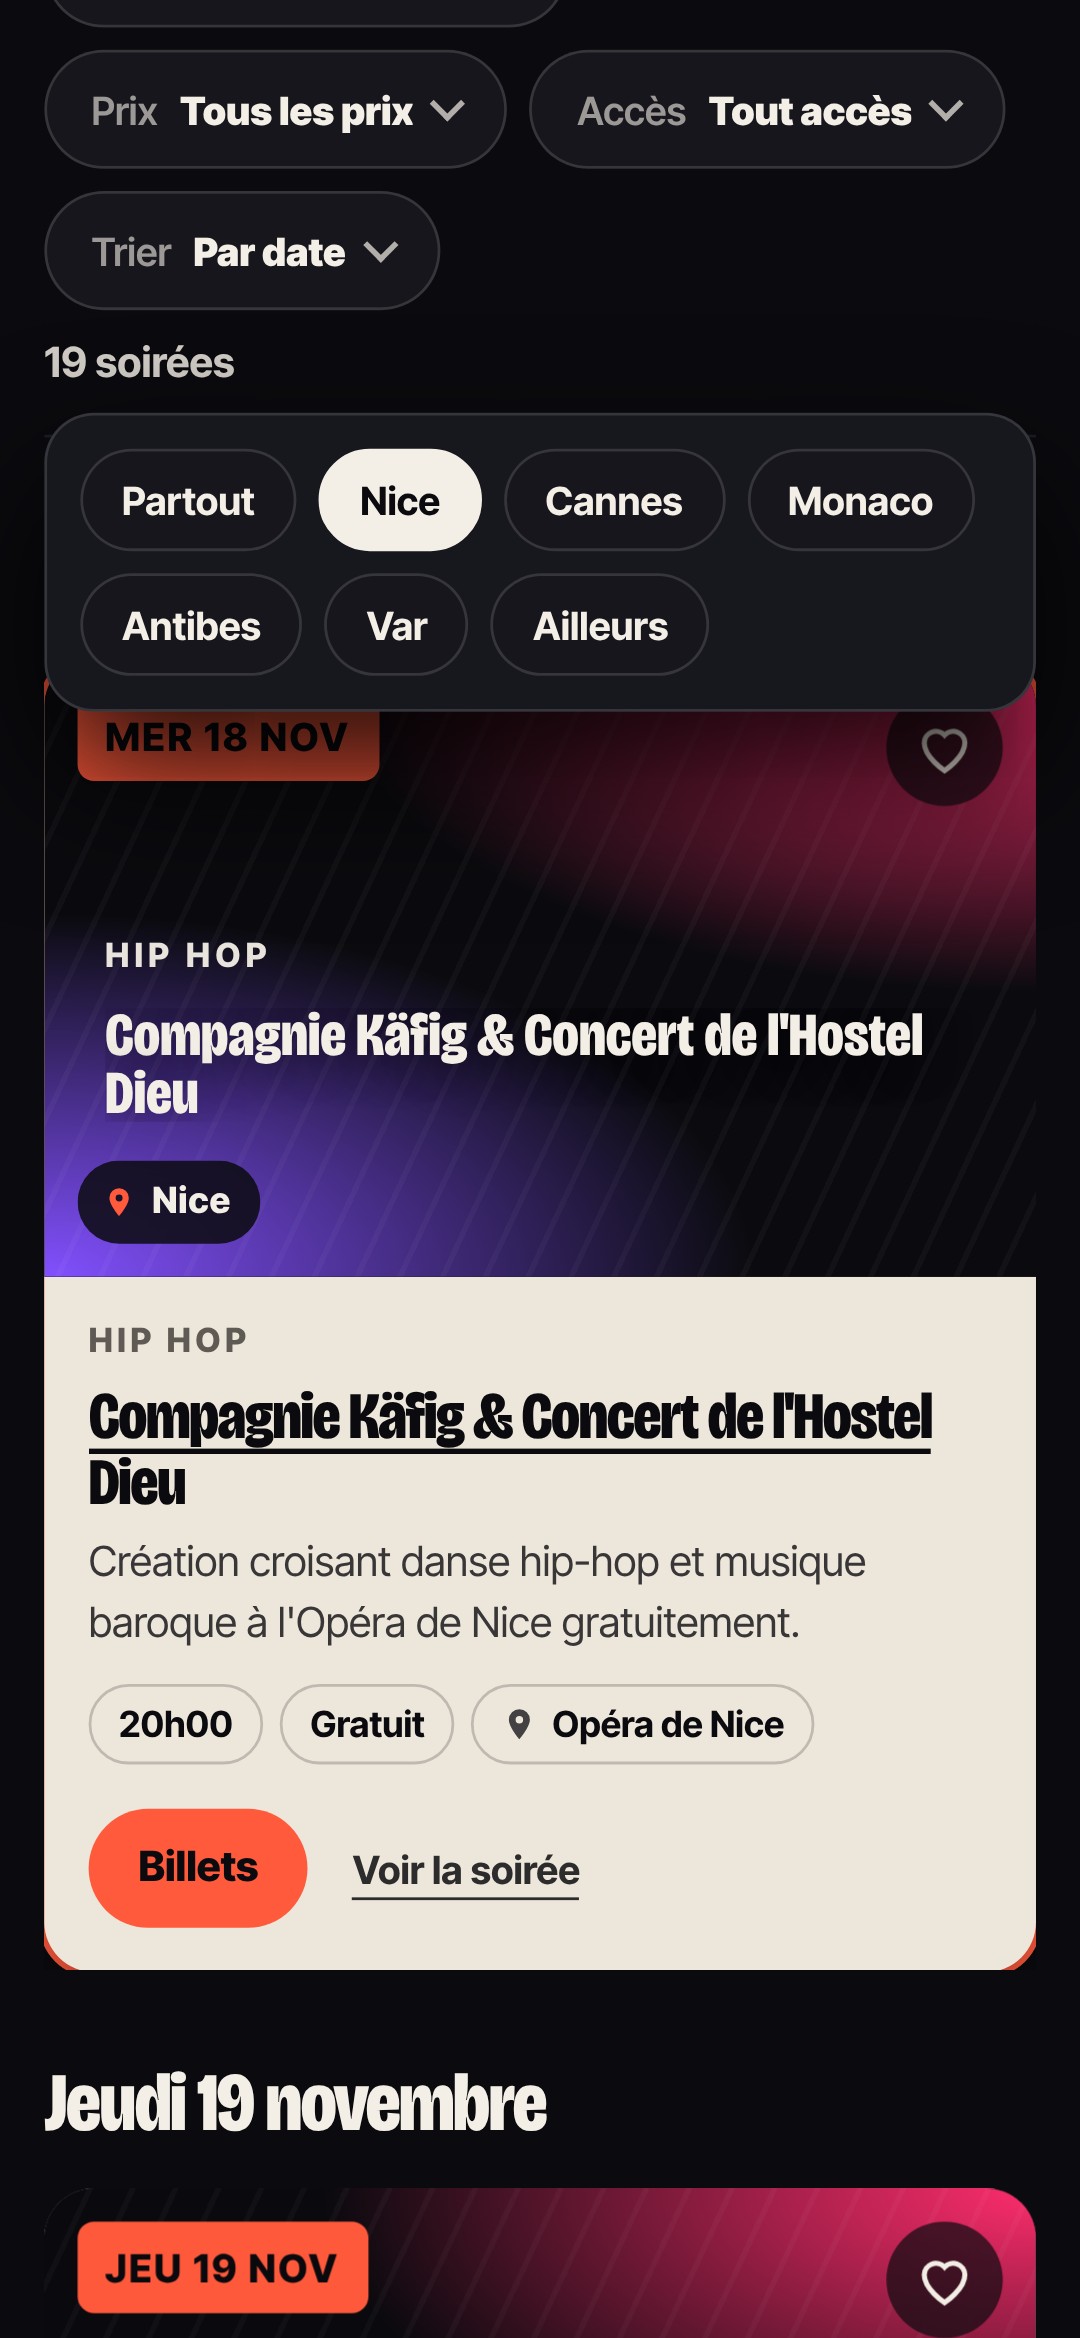 Prix Tous les prix
Accès Tout accès
Trier Par date
19 soirées
Partout
Nice
Cannes
Monaco
Antibes
Var
Ailleurs
MER 18 NOV
HIP HOP
Compagnie Käfig & Concert de l'Hostel
Dieu
Nice
HIP HOP
Compagnie Käfig & Concert de l'Hostel
Dieu
Création croisant danse hip-hop et musique
baroque à l'Opéra de Nice gratuitement.
20h00
Gratuit
Opéra de Nice
Billets
Voir la soirée
Jeudi 19 novembre
JEU 19 NOV